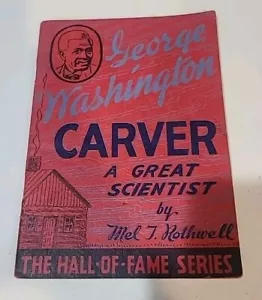 George
Washington
CARVER
A GREAT
SCIENTIST
by
Mel T. Rothwell
THE HALL-OF-FAME SERIES